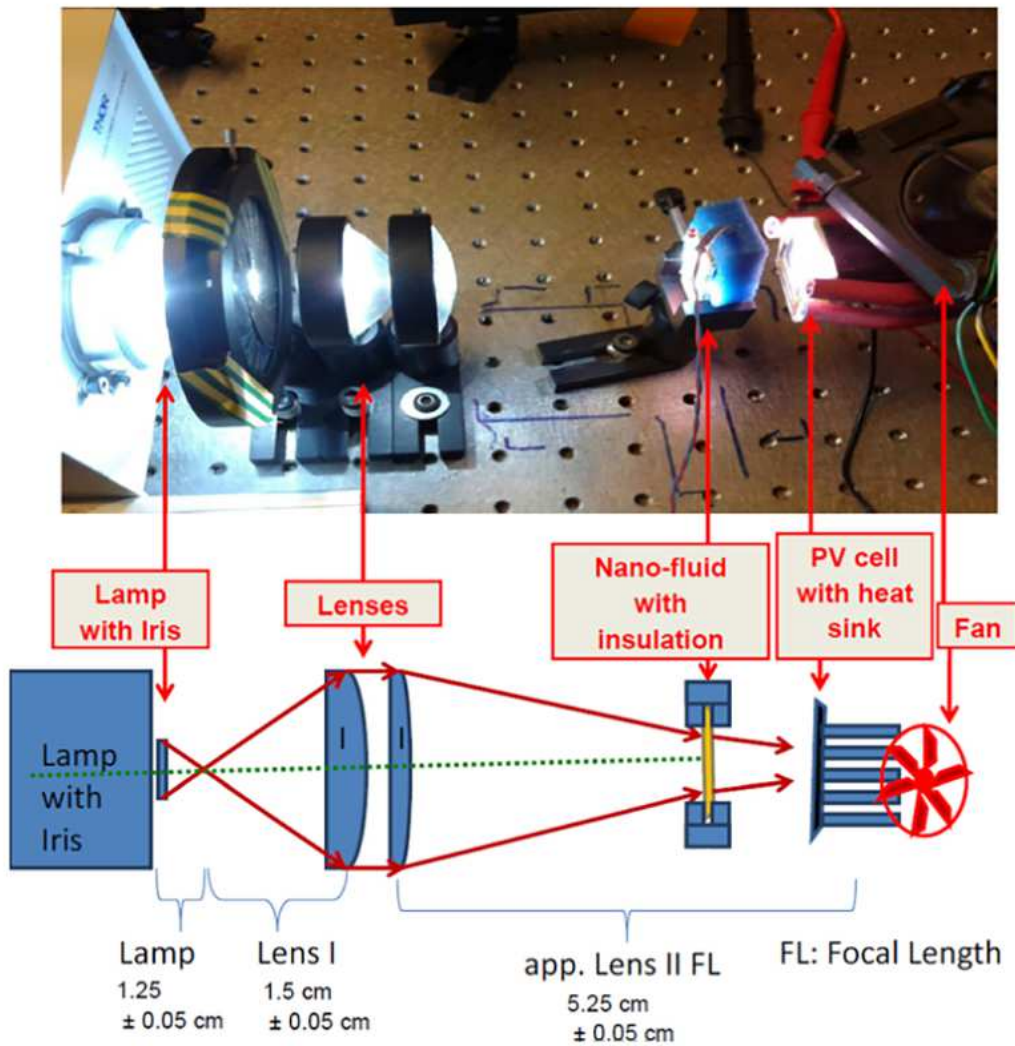 Lamp
with Iris
Lenses
Nano-fluid
with
insulation
PV cell
with heat
sink
Fan
Lamp
with
Iris
I
I
Lamp
1.25
± 0.05 cm
Lens I
1.5 cm
± 0.05 cm
app. Lens II FL
5.25 cm
± 0.05 cm
FL: Focal Length